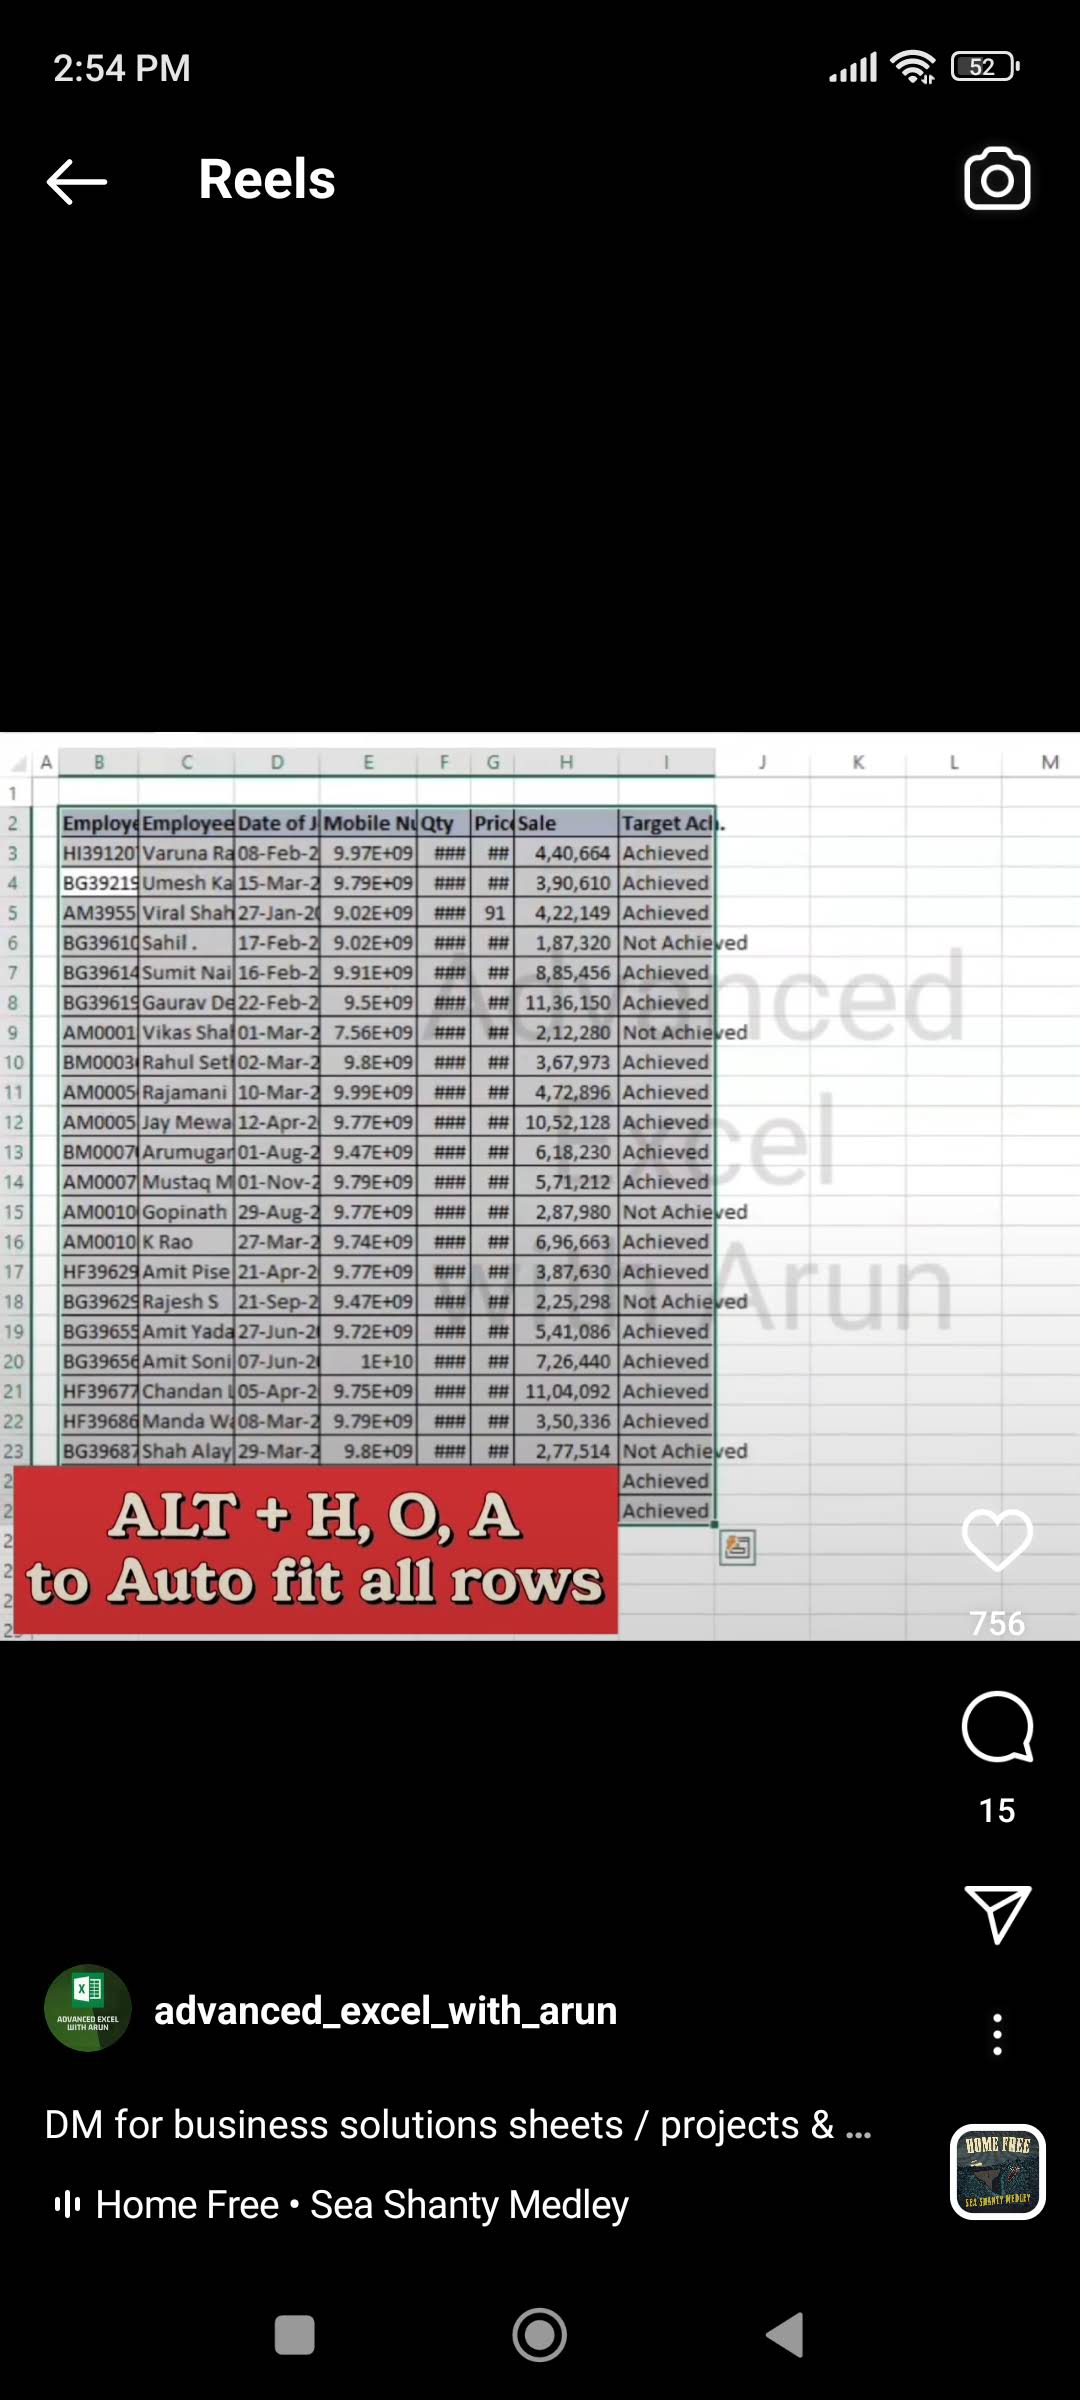 2:54 PM
52
Reels
A B C D E F G H I J K L M
1
2 Employe Employee Date of J Mobile Nu Qty Price Sale Target Ach.
3 HI39120 Varuna Ra 08-Feb-2 9.97E+09 ### ## 4,40,664 Achieved
4 BG39219 Umesh Ka 15-Mar-2 9.79E+09 ### ## 3,90,610 Achieved
5 AM3955 Viral Shah 27-Jan-20 9.02E+09 ### 91 4,22,149 Achieved
6 BG39610 Sahil . 17-Feb-2 9.02E+09 ### ## 1,87,320 Not Achieved
7 BG39614 Sumit Nai 16-Feb-2 9.91E+09 ### ## 8,85,456 Achieved
8 BG39619 Gaurav De 22-Feb-2 9.5E+09 ### ## 11,36,150 Achieved
9 AM0001 Vikas Shah 01-Mar-2 7.56E+09 ### ## 2,12,280 Not Achieved
10 BM0003 Rahul Seth 02-Mar-2 9.8E+09 ### ## 3,67,973 Achieved
11 AM0005 Rajamani 10-Mar-2 9.99E+09 ### ## 4,72,896 Achieved
12 AM0005 Jay Mewa 12-Apr-2 9.77E+09 ### ## 10,52,128 Achieved
13 BM0007 Arumugar 01-Aug-2 9.47E+09 ### ## 6,18,230 Achieved
14 AM0007 Mustaq M 01-Nov-2 9.79E+09 ### ## 5,71,212 Achieved
15 AM0010 Gopinath 29-Aug-2 9.77E+09 ### ## 2,87,980 Not Achieved
16 AM0010 K Rao 27-Mar-2 9.74E+09 ### ## 6,96,663 Achieved
17 HF39629 Amit Pise 21-Apr-2 9.77E+09 ### ## 3,87,630 Achieved
18 BG39629 Rajesh S 21-Sep-2 9.47E+09 ### ## 2,25,298 Not Achieved
19 BG39655 Amit Yada 27-Jun-20 9.72E+09 ### ## 5,41,086 Achieved
20 BG39656 Amit Soni 07-Jun-20 1E+10 ### ## 7,26,440 Achieved
21 HF39677 Chandan L 05-Apr-2 9.75E+09 ### ## 11,04,092 Achieved
22 HF39686 Manda Wa 08-Mar-2 9.79E+09 ### ## 3,50,336 Achieved
23 BG39687 Shah Alay 29-Mar-2 9.8E+09 ### ## 2,77,514 Not Achieved
Achieved
Achieved
Advanced
Excel
with Arun
ALT + H, O, A
to Auto fit all rows
756
15
ADVANCED EXCEL
WITH ARUN
advanced_excel_with_arun
DM for business solutions sheets / projects & ...
Home Free • Sea Shanty Medley
HOME FREE
SEA SHANTY MEDLEY